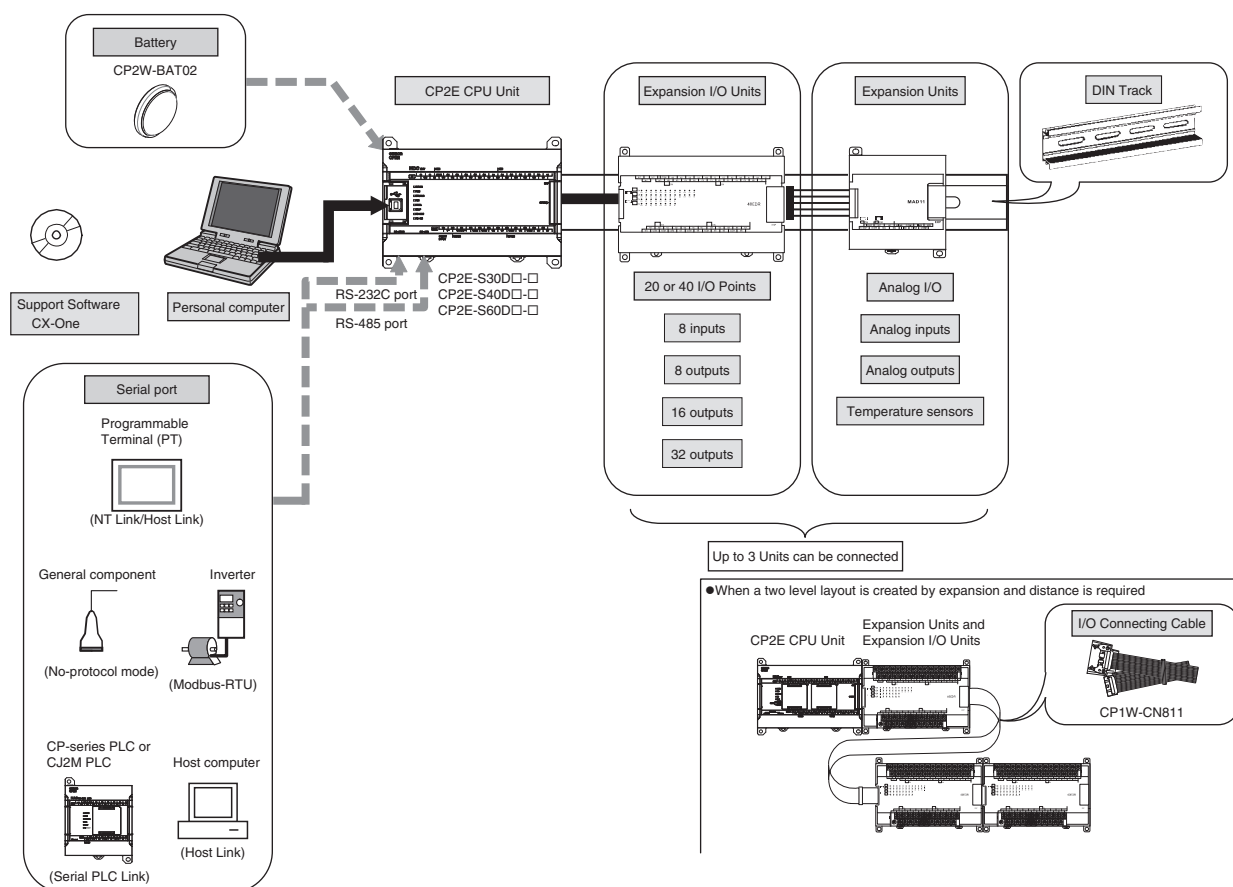 Battery
CP2W-BAT02
CP2E CPU Unit
Expansion I/O Units
Expansion Units
DIN Track
MAD11
Support Software
CX-One
Personal computer
RS-232C port
RS-485 port
CP2E-S30D□-□
CP2E-S40D□-□
CP2E-S60D□-□
20 or 40 I/O Points
8 inputs
8 outputs
16 outputs
32 outputs
Analog I/O
Analog inputs
Analog outputs
Temperature sensors
Up to 3 Units can be connected
Serial port
Programmable
Terminal (PT)
(NT Link/Host Link)
General component
(No-protocol mode)
Inverter
(Modbus-RTU)
CP-series PLC or
CJ2M PLC
(Serial PLC Link)
Host computer
(Host Link)
●When a two level layout is created by expansion and distance is required
CP2E CPU Unit
Expansion Units and
Expansion I/O Units
I/O Connecting Cable
CP1W-CN811